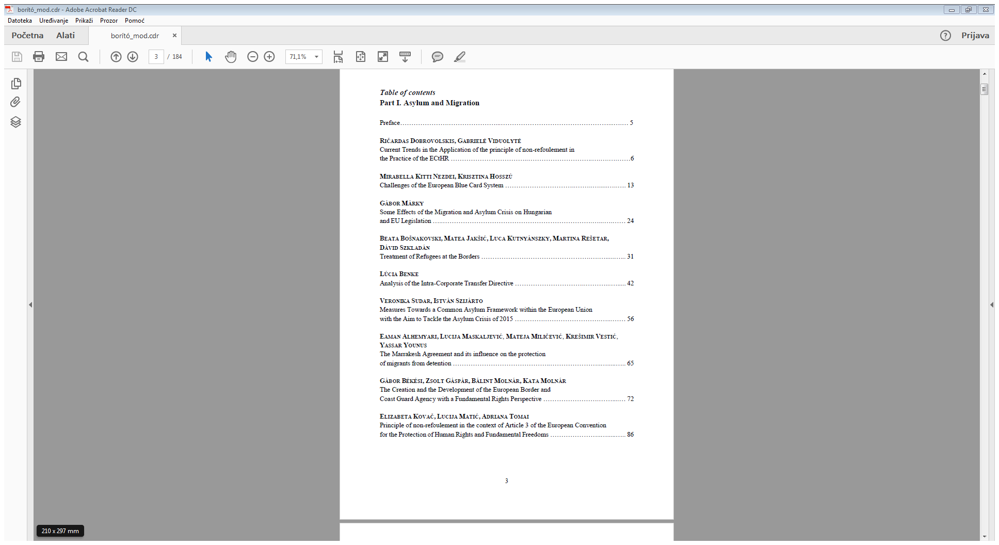 borító_mod.cdr - Adobe Acrobat Reader DC
Datoteka Uređivanje Prikaži Prozor Pomoć
Početna Alati borító_mod.cdr Prijava
3 / 184 71,1%
Table of contents
Part I. Asylum and Migration
Preface…………………………………………………………………… 5
RIČARDAS DOBROVOLSKIS, GABRIELĖ VIDUOLYTĖ
Current Trends in the Application of the principle of non-refoulement in
the Practice of the ECtHR ……………………………………………………6
MIRABELLA KITTI NEZDEI, KRISZTINA HOSSZÚ
Challenges of the European Blue Card System ………………………………… 13
GÁBOR MÁRKY
Some Effects of the Migration and Asylum Crisis on Hungarian
and EU Legislation ……………………………………………………… 24
BEATA BOŠNAKOVSKI, MATEA JAKŠIĆ, LUCA KUTNYÁNSZKY, MARTINA REŠETAR,
DÁVID SZKLADÁN
Treatment of Refugees at the Borders ………………………………………… 31
LÚCIA BENKE
Analysis of the Intra-Corporate Transfer Directive ……………………………… 42
VERONIKA SUDAR, ISTVÁN SZIJÁRTO
Measures Towards a Common Asylum Framework within the European Union
with the Aim to Tackle the Asylum Crisis of 2015 ……………………………… 56
EAMAN ALHEMYARI, LUCIJA MASKALJEVIĆ, MATEJA MILIČEVIĆ, KREŠIMIR VESTIĆ,
YASSAR YOUNUS
The Marrakesh Agreement and its influence on the protection
of migrants from detention ………………………………………………… 65
GÁBOR BÉKÉSI, ZSOLT GÁSPÁR, BÁLINT MOLNÁR, KATA MOLNÁR
The Creation and the Development of the European Border and
Coast Guard Agency with a Fundamental Rights Perspective ……………………… 72
ELIZABETA KOVAČ, LUCIJA MATIĆ, ADRIANA TOMAI
Principle of non-refoulement in the context of Article 3 of the European Convention
for the Protection of Human Rights and Fundamental Freedoms …………………… 86
3
210 x 297 mm